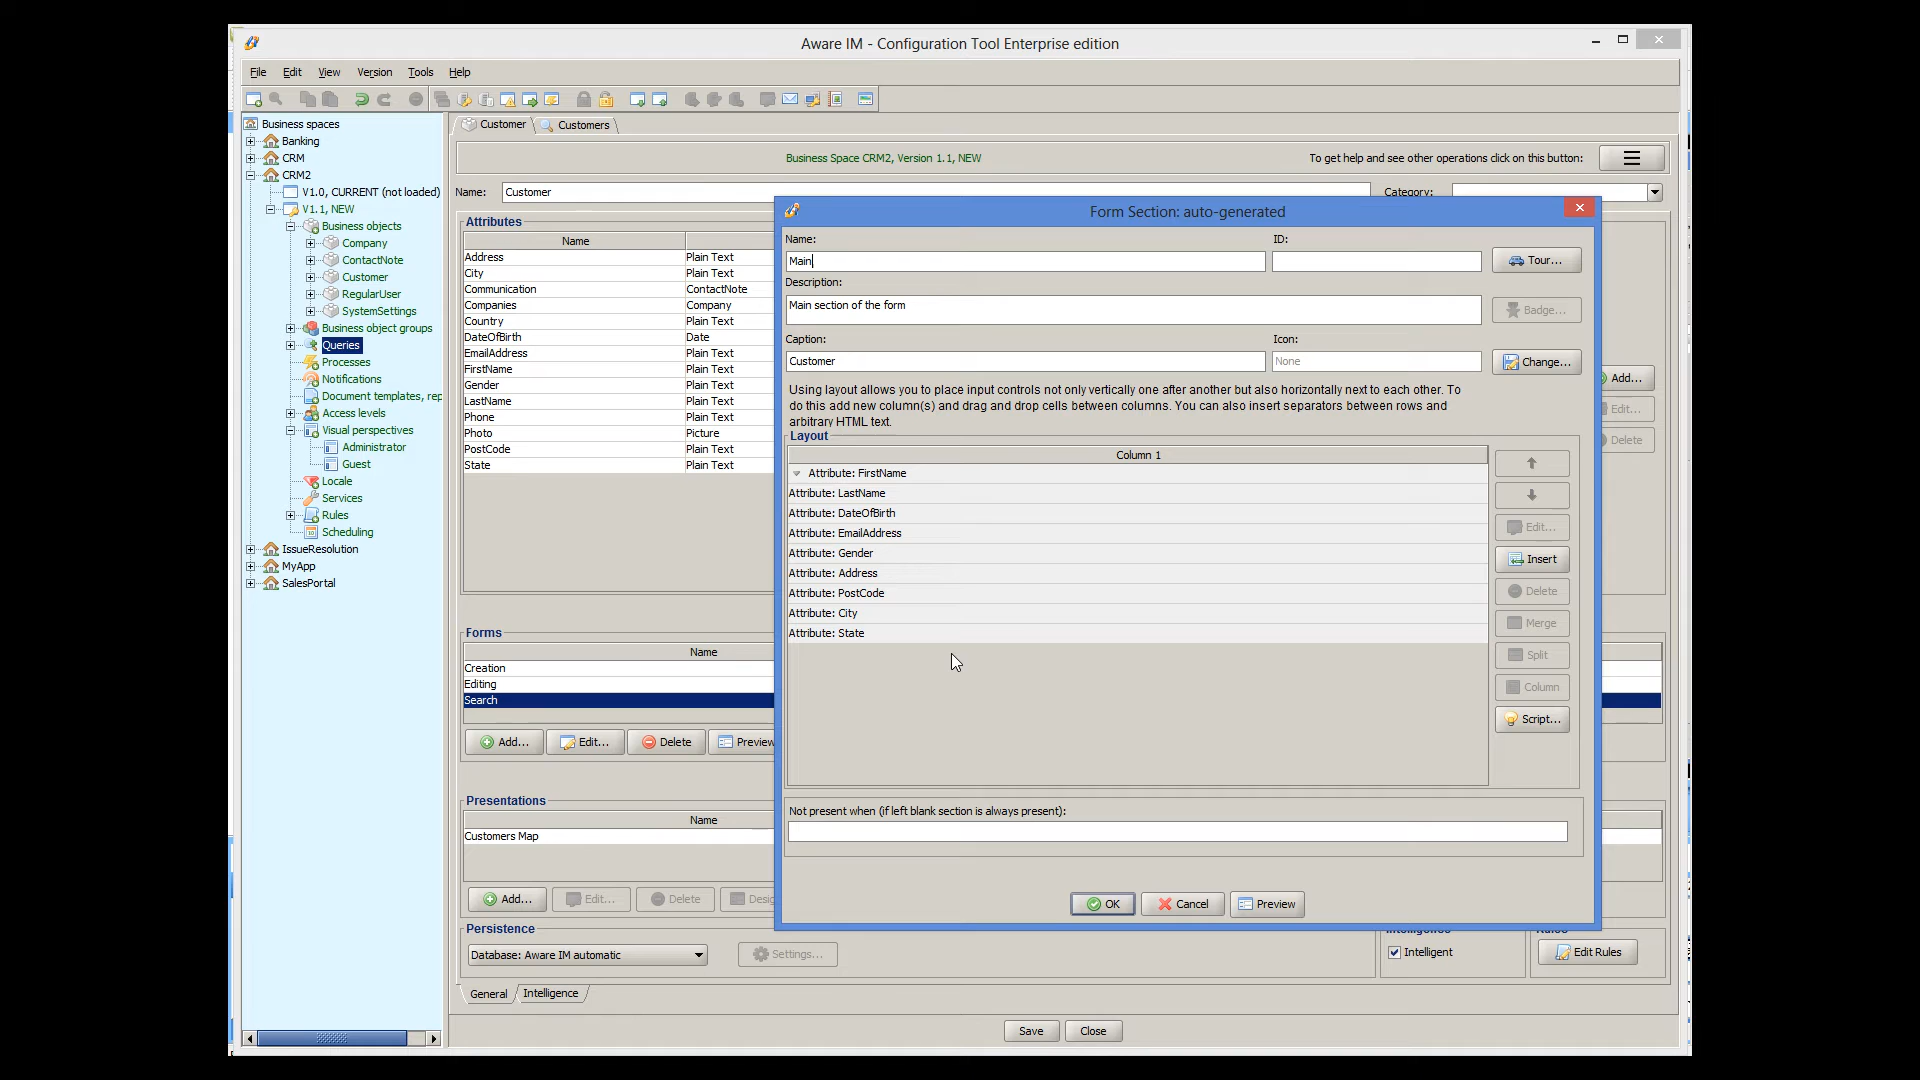 Aware IM - Configuration Tool Enterprise edition
File Edit View Version Tools Help
Business spaces
Banking
CRM
CRM2
V1.0, CURRENT (not loaded)
V1.1, NEW
Business objects
Company
ContactNote
Customer
RegularUser
SystemSettings
Business object groups
Queries
Processes
Notifications
Document templates, rep
Access levels
Visual perspectives
Administrator
Guest
Locale
Services
Rules
Scheduling
IssueResolution
MyApp
SalesPortal
Customer Customers
Business Space CRM2, Version 1.1, NEW
To get help and see other operations click on this button:
Name: Customer Category:
Attributes
Name
Address Plain Text
City Plain Text
Communication ContactNote
Companies Company
Country Plain Text
DateOfBirth Date
EmailAddress Plain Text
FirstName Plain Text
Gender Plain Text
LastName Plain Text
Phone Plain Text
Photo Picture
PostCode Plain Text
State Plain Text
Add...
Edit...
Delete
Forms
Name
Creation
Editing
Search
Add... Edit... Delete Preview
Presentations
Name
Customers Map
Add... Edit... Delete Desig
Persistence
Database: Aware IM automatic Settings...
Intelligence
Intelligent
Rules
Edit Rules
General Intelligence
Save Close
Form Section: auto-generated
Name: ID:
Main Tour...
Description:
Main section of the form Badge...
Caption: Icon:
Customer None Change...
Using layout allows you to place input controls not only vertically one after another but also horizontally next to each other. To
do this add new column(s) and drag and drop cells between columns. You can also insert separators between rows and
arbitrary HTML text.
Layout
Column 1
Attribute: FirstName
Attribute: LastName
Attribute: DateOfBirth
Attribute: EmailAddress
Attribute: Gender
Attribute: Address
Attribute: PostCode
Attribute: City
Attribute: State
Edit...
Insert
Delete
Merge
Split
Column
Script...
Not present when (if left blank section is always present):
OK Cancel Preview